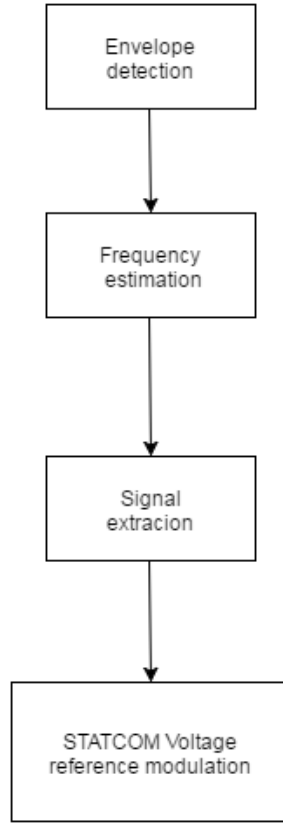 Envelope
detection
Frequency
estimation
Signal
extracion
STATCOM Voltage
reference modulation